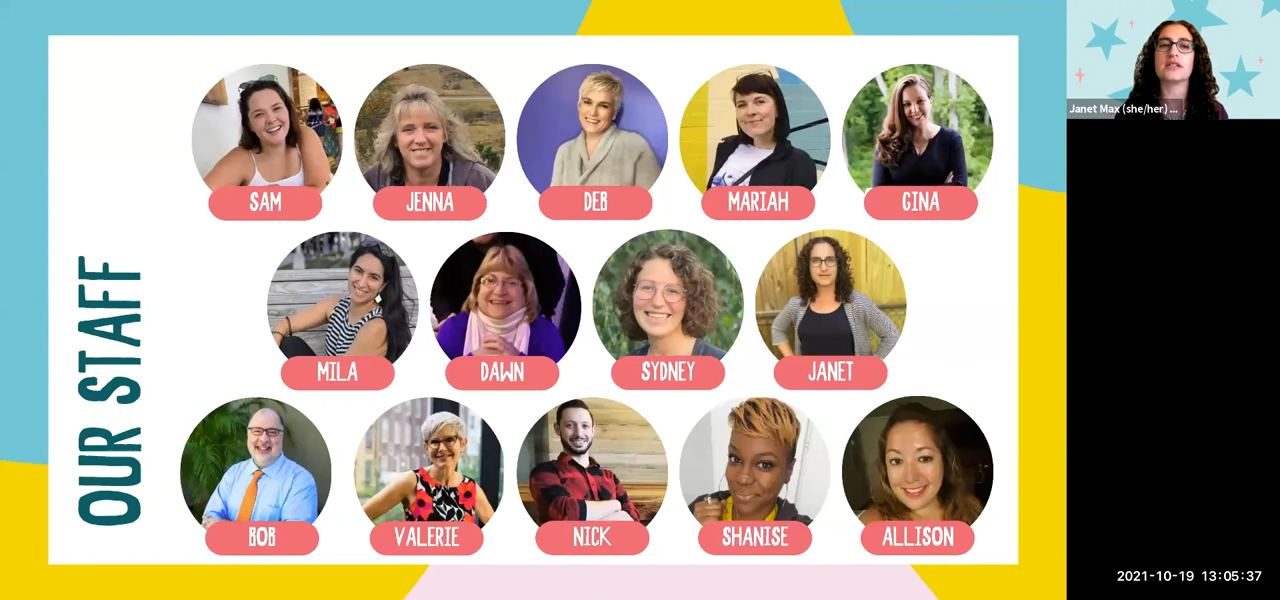 OUR STAFF
SAM
JENNA
DEB
MARIAH
GINA
MILA
DAWN
SYDNEY
JANET
BOB
VALERIE
NICK
SHANISE
ALLISON
Janet Max (she/her) ...
2021-10-19 13:05:37